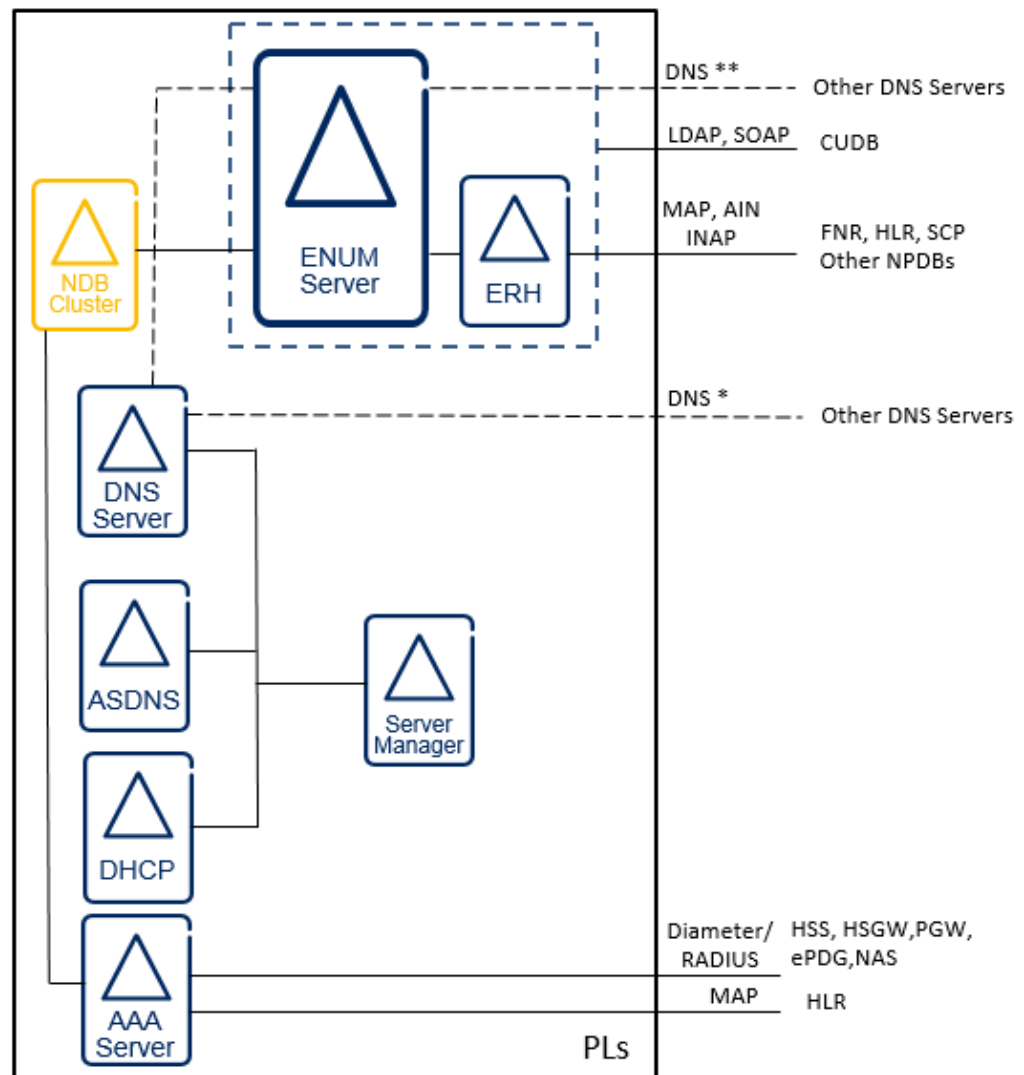 DNS **
Other DNS Servers
LDAP, SOAP
CUDB
MAP, AIN
INAP
FNR, HLR, SCP
Other NPDBs
ENUM
Server
ERH
NDB
Cluster
DNS *
Other DNS Servers
DNS
Server
ASDNS
Server
Manager
DHCP
Diameter/
RADIUS
HSS, HSGW,PGW,
ePDG,NAS
MAP
HLR
AAA
Server
PLs